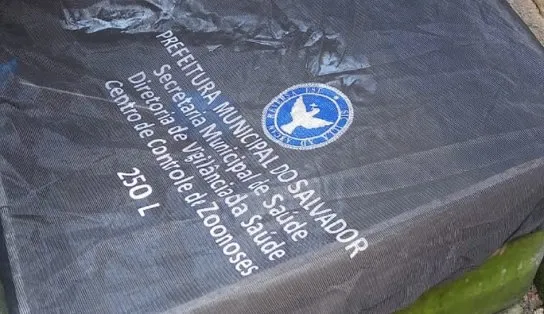 PREFEITURA MUNICIPAL DO SALVADOR
Secretaria Municipal de Saúde
Diretoria de Vigilância da Saúde
Centro de Controle de Zoonoses
250 L